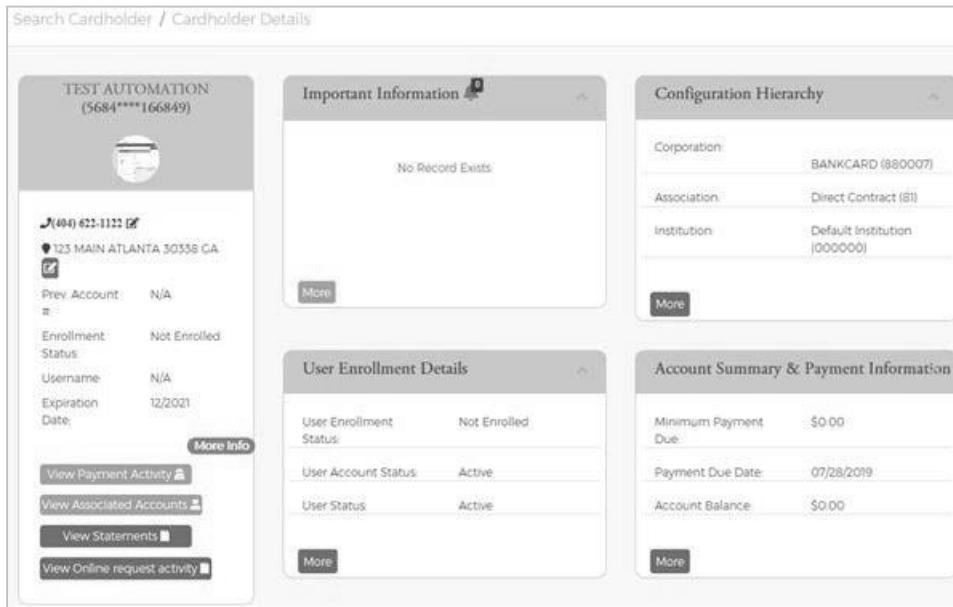 Search Cardholder / Cardholder Details
TEST AUTOMATION
(5684****166849)
(404) 622-1122
123 MAIN ATLANTA 30338 GA
Prev. Account #: N/A
Enrollment Status: Not Enrolled
Username: N/A
Expiration Date: 12/2021
More Info
View Payment Activity
View Associated Accounts
View Statements
View Online request activity
Important Information 0
No Record Exists
More
User Enrollment Details
User Enrollment Status: Not Enrolled
User Account Status: Active
User Status: Active
More
Configuration Hierarchy
Corporation:
BANKCARD (880007)
Association: Direct Contract (81)
Institution: Default Institution
(000000)
More
Account Summary & Payment Information
Minimum Payment Due: $0.00
Payment Due Date: 07/28/2019
Account Balance: $0.00
More